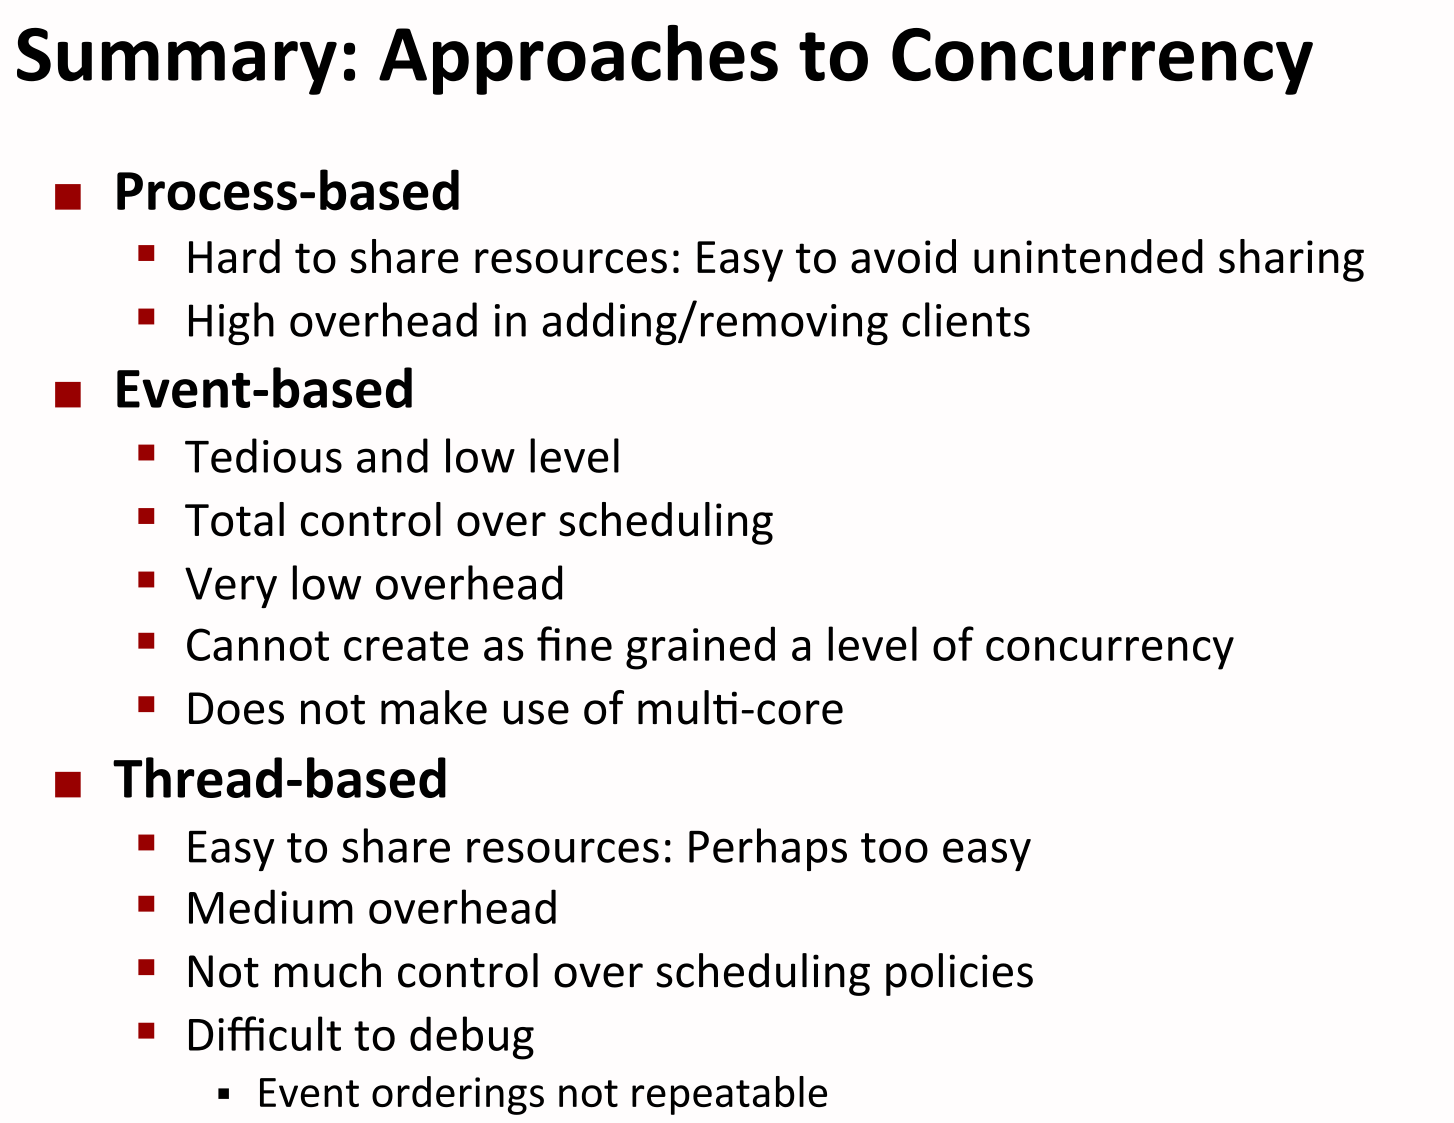 Summary: Approaches to Concurrency
Process-based
Hard to share resources: Easy to avoid unintended sharing
High overhead in adding/removing clients
Event-based
Tedious and low level
Total control over scheduling
Very low overhead
Cannot create as fine grained a level of concurrency
Does not make use of multi-core
Thread-based
Easy to share resources: Perhaps too easy
Medium overhead
Not much control over scheduling policies
Difficult to debug
Event orderings not repeatable